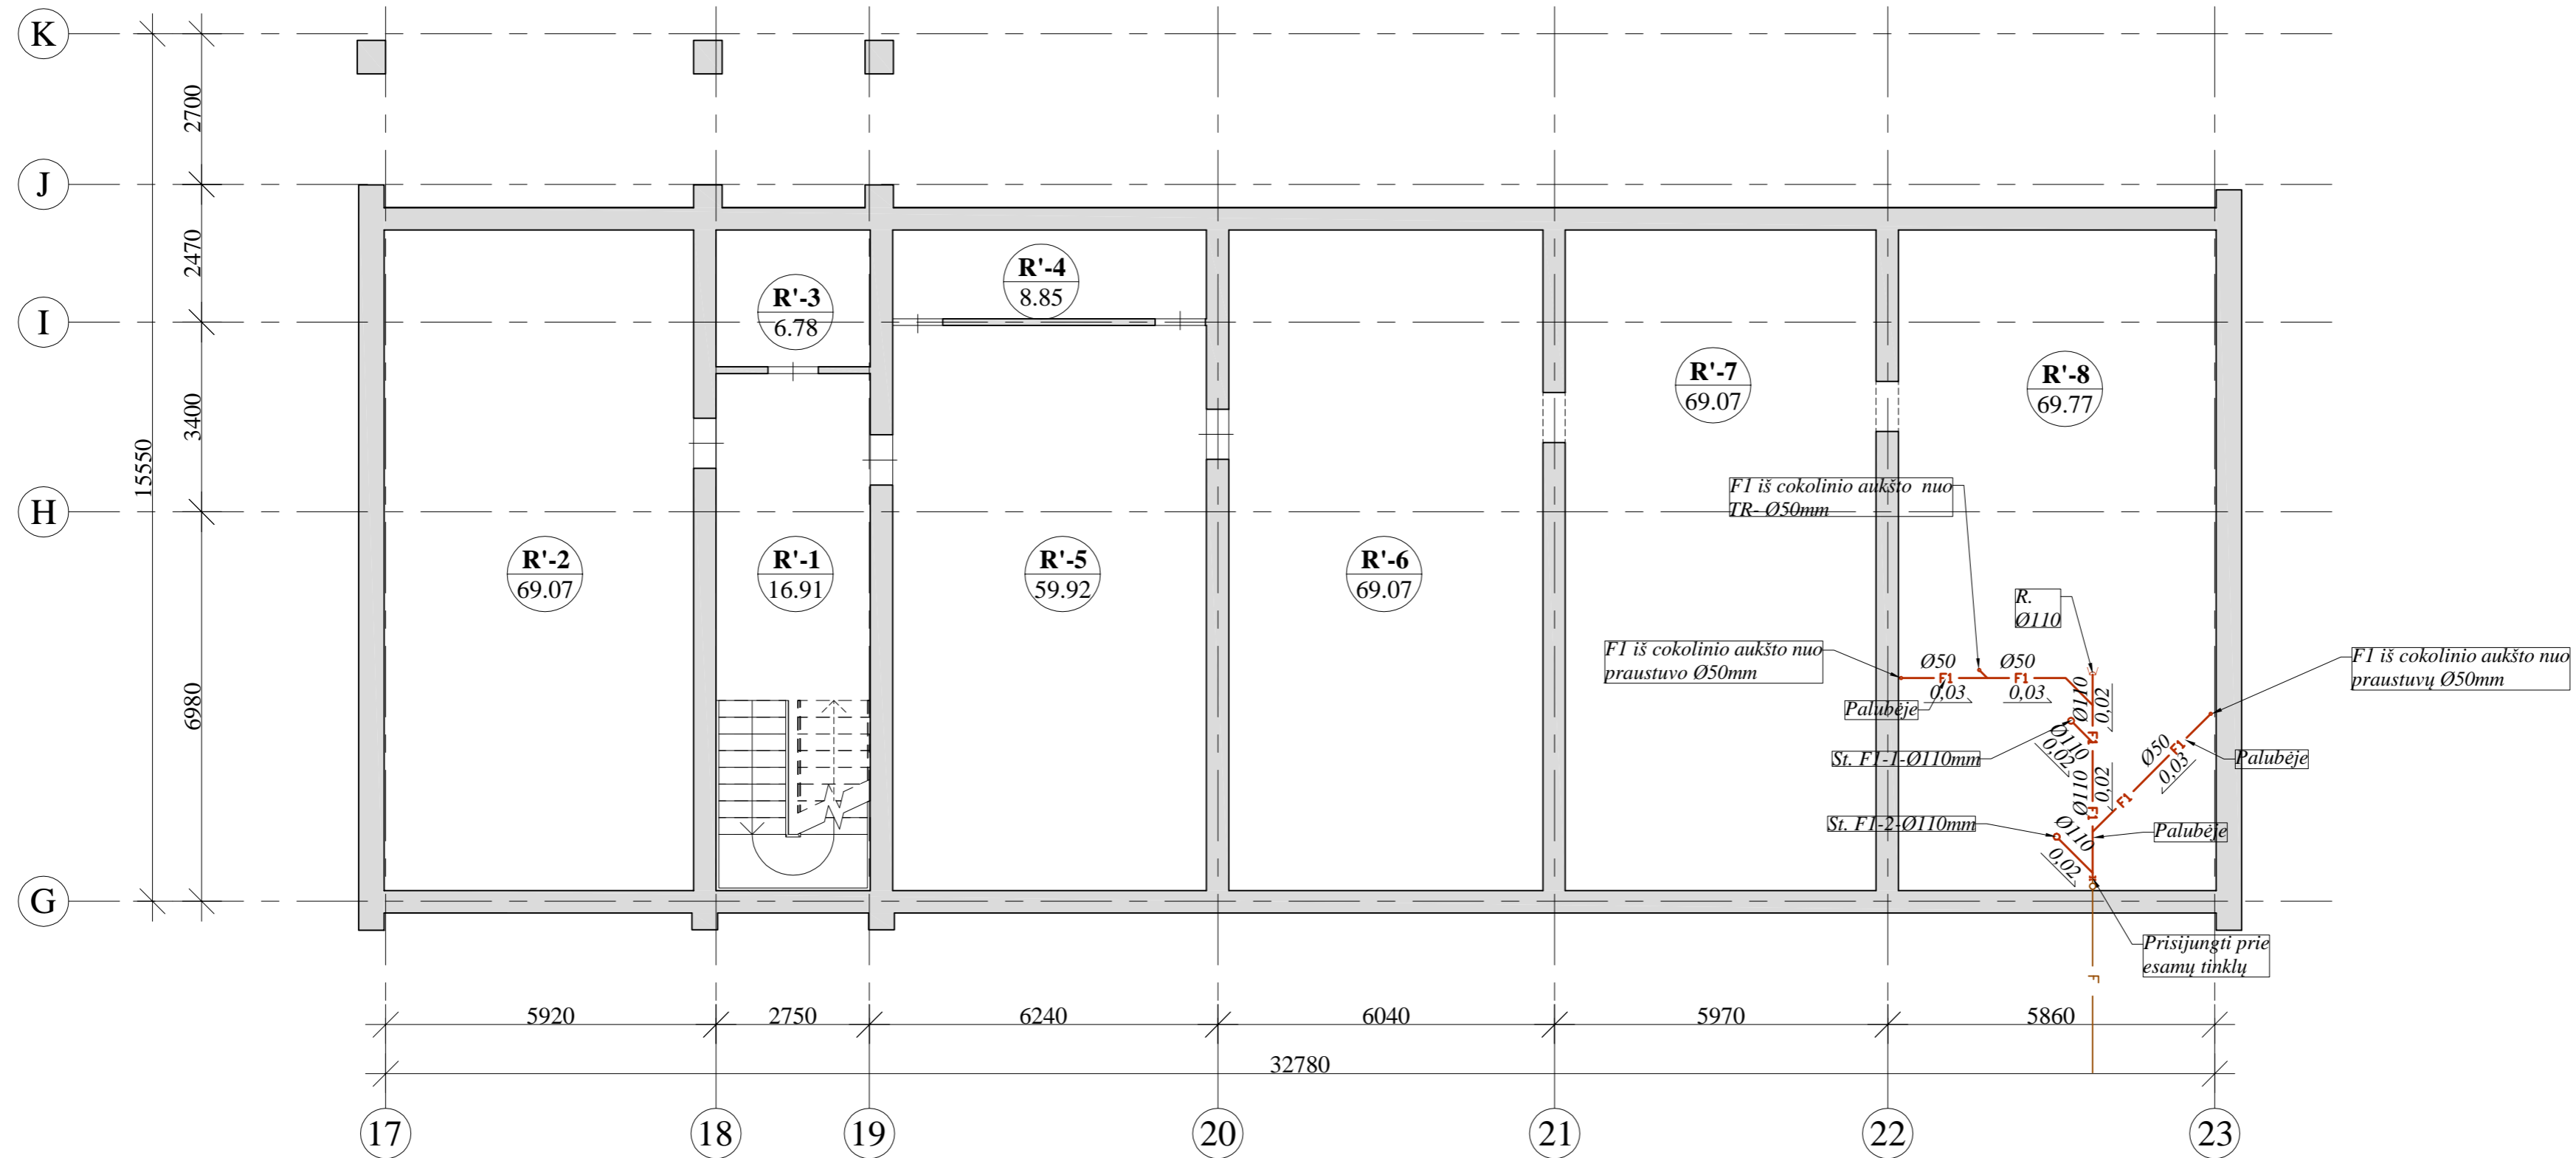 K
J
I
H
G
15550
2700
2470
3400
6980
R'-3
6.78
R'-4
8.85
R'-7
69.07
R'-8
69.77
R'-2
69.07
R'-1
16.91
R'-5
59.92
R'-6
69.07
F1 iš cokolinio aukšto nuo
TR- Ø50mm
R.
Ø110
F1 iš cokolinio aukšto nuo
praustuvo Ø50mm
F1 iš cokolinio aukšto nuo
praustuvų Ø50mm
Ø50
F1
0,03
Ø50
F1
0,03
Palubėje
Ø110
0,02
F1
St. F1-1-Ø110mm
Ø110
0,02
Ø110
0,02
F1
Ø50
0,03
F1
F1
Palubėje
St. F1-2-Ø110mm
Ø110
0,02
Palubėje
Prisijungti prie
esamų tinklų
F
5920
2750
6240
6040
5970
5860
32780
17
18
19
20
21
22
23